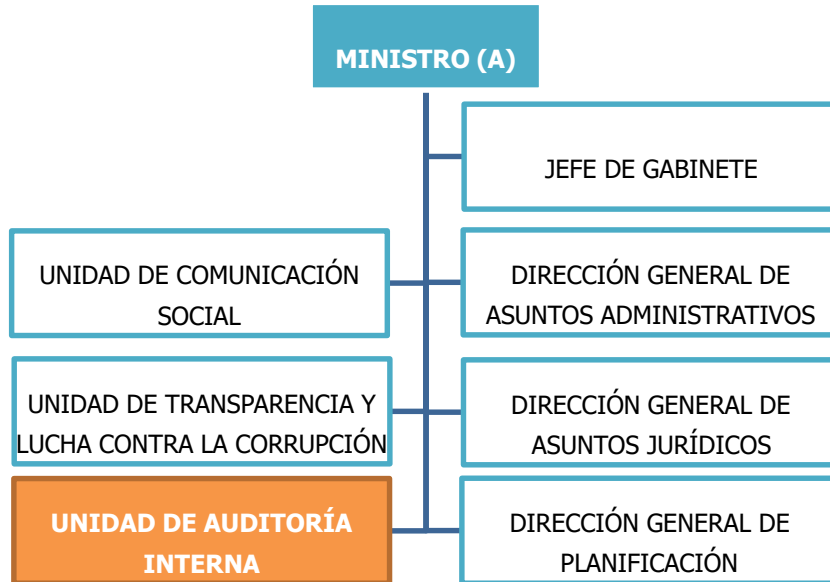 MINISTRO (A)
JEFE DE GABINETE
UNIDAD DE COMUNICACIÓN
SOCIAL
DIRECCIÓN GENERAL DE
ASUNTOS ADMINISTRATIVOS
UNIDAD DE TRANSPARENCIA Y
LUCHA CONTRA LA CORRUPCIÓN
DIRECCIÓN GENERAL DE
ASUNTOS JURÍDICOS
UNIDAD DE AUDITORÍA
INTERNA
DIRECCIÓN GENERAL DE
PLANIFICACIÓN